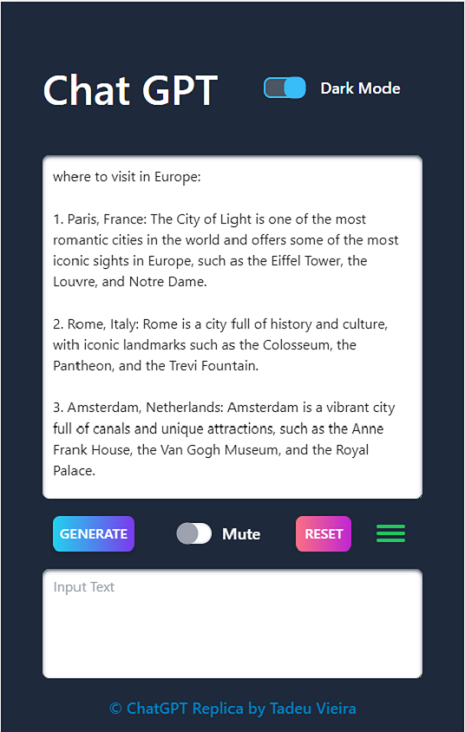 Chat GPT
Dark Mode
where to visit in Europe:
1. Paris, France: The City of Light is one of the most
romantic cities in the world and offers some of the most
iconic sights in Europe, such as the Eiffel Tower, the
Louvre, and Notre Dame.
2. Rome, Italy: Rome is a city full of history and culture,
with iconic landmarks such as the Colosseum, the
Pantheon, and the Trevi Fountain.
3. Amsterdam, Netherlands: Amsterdam is a vibrant city
full of canals and unique attractions, such as the Anne
Frank House, the Van Gogh Museum, and the Royal
Palace.
GENERATE
Mute
RESET
Input Text
© ChatGPT Replica by Tadeu Vieira